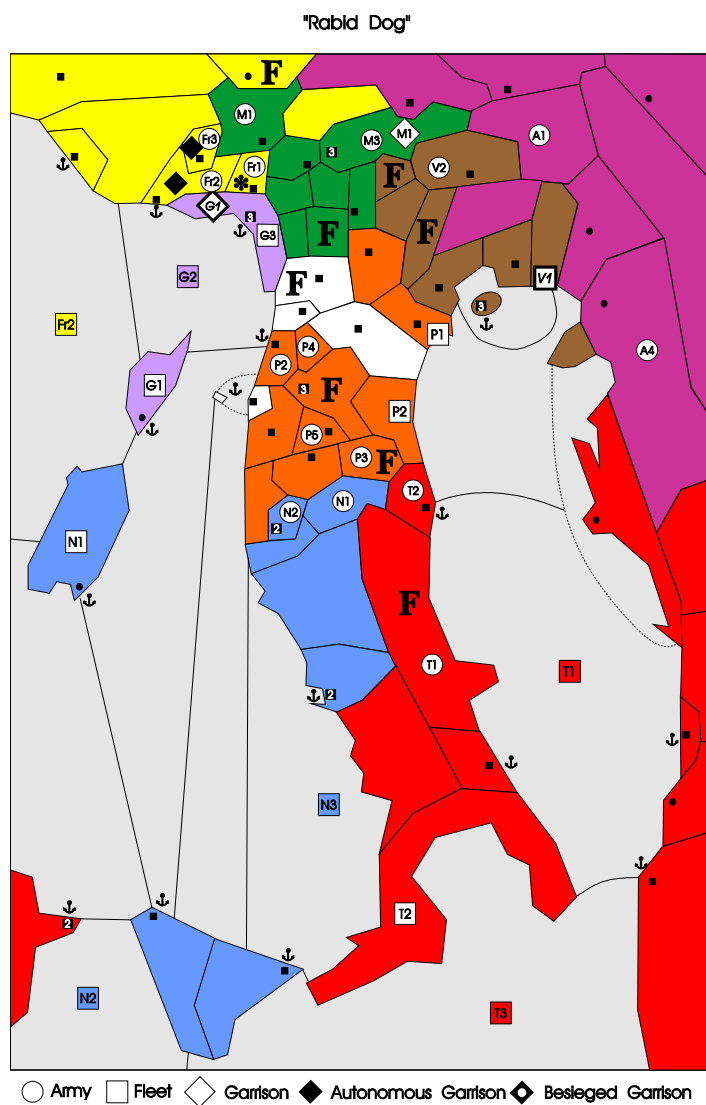 "Rabid Dog"
F
M1
Fr3
3
M3
M1
A1
Fr1
V2
F
Fr2
G1
3
G3
F
F
G2
F
V1
3
Fr2
P1
P4
A4
P2
G1
3
F
P2
P5
P3
F
T2
N2
N1
2
N1
F
T1
T1
2
N3
T2
2
N2
T3
Army
Fleet
Garrison
Autonomous Garrison
Besieged Garrison